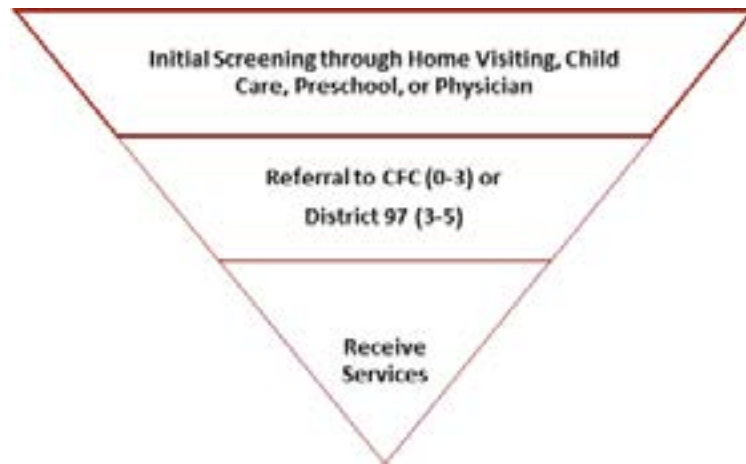 Initial Screening through Home Visiting, Child
Care, Preschool, or Physician
Referral to CFC (0-3) or
District 97 (3-5)
Receive
Services